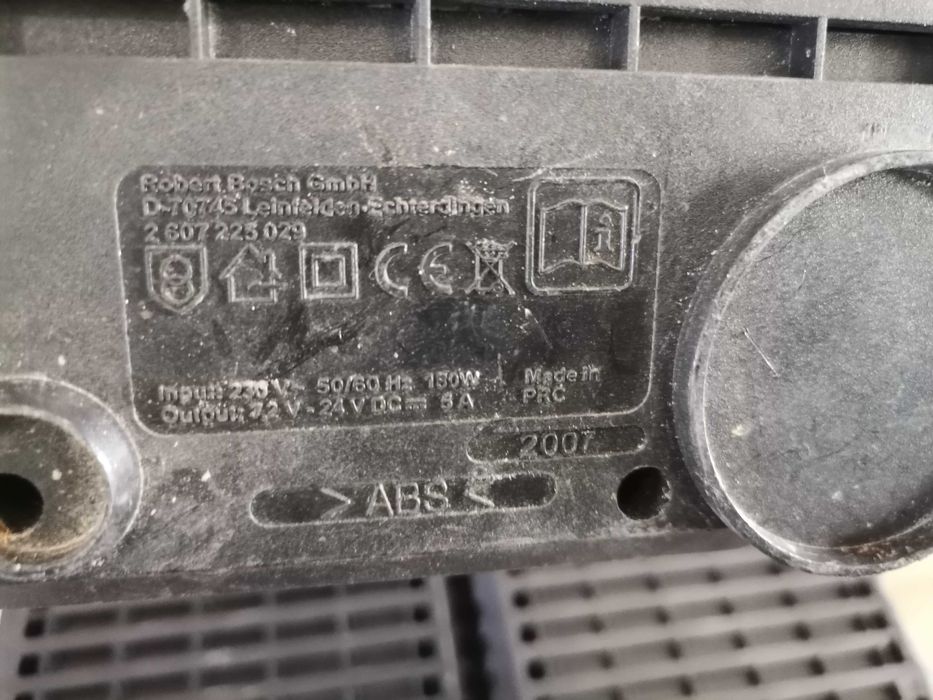 Robert Bosch GmbH
D-70745 Leinfelden-Echterdingen
2 607 225 029
CE
Input: 230 V~ 50/60 Hz 150W
Output: 7.2 V - 24 V DC 5 A
Made in
PRC
2007
>ABS<